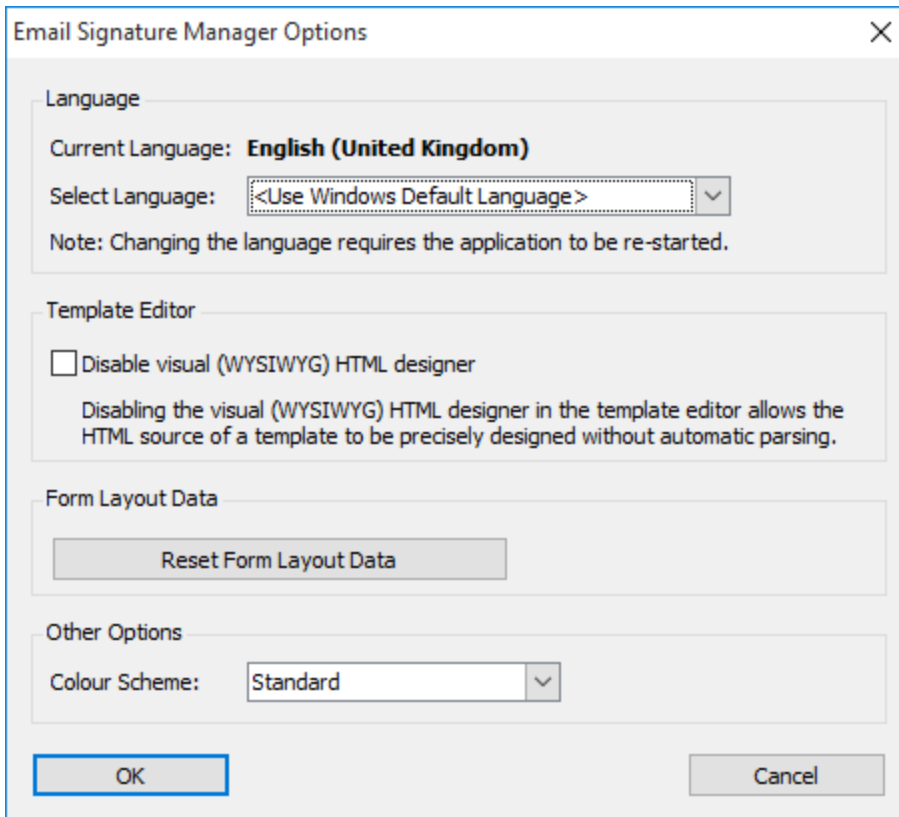 Email Signature Manager Options
Language
Current Language: English (United Kingdom)
Select Language: <Use Windows Default Language>
Note: Changing the language requires the application to be re-started.
Template Editor
Disable visual (WYSIWYG) HTML designer
Disabling the visual (WYSIWYG) HTML designer in the template editor allows the
HTML source of a template to be precisely designed without automatic parsing.
Form Layout Data
Reset Form Layout Data
Other Options
Colour Scheme: Standard
OK Cancel